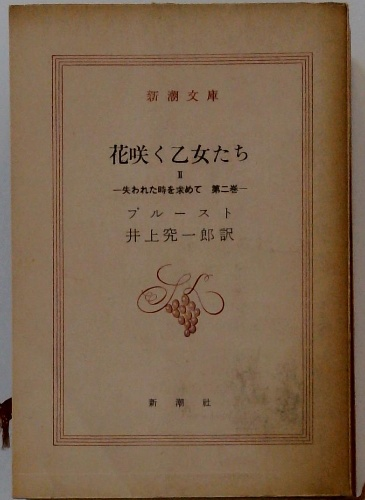 新潮文庫
花咲く乙女たち
II
―失われた時を求めて 第二巻―
プルースト
井上究一郎訳
新潮社